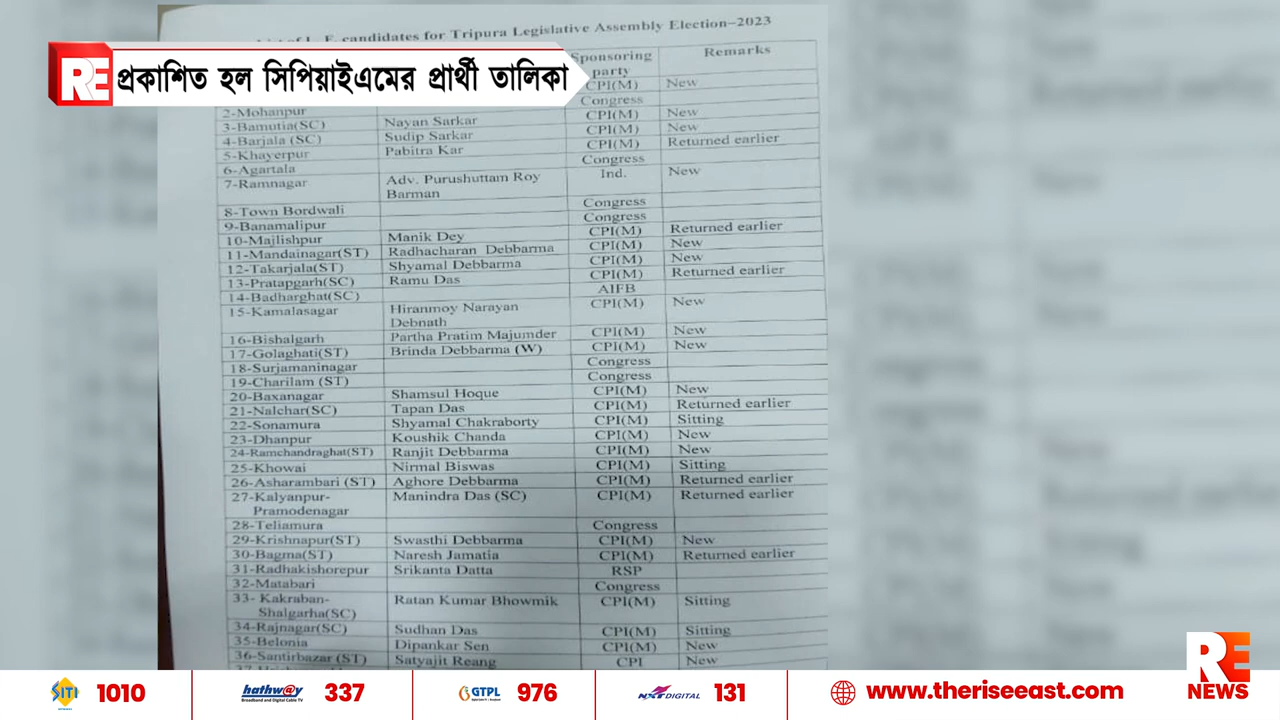 F. candidates for Tripura Legislative Assembly Election-2023
RE প্রকাশিত হল সিপিয়াইএমের প্রার্থী তালিকা
Sponsoring party Remarks
CPI(M) New
2-Mohanpur Congress
3-Bamutia(SC) Nayan Sarkar CPI(M) New
4-Barjala (SC) Sudip Sarkar CPI(M) New
5-Khayerpur Pabitra Kar CPI(M) Returned earlier
6-Agartala Congress
7-Ramnagar Adv. Purushuttam Roy Ind. New
Barman
8-Town Bordwali Congress
9-Banamalipur Congress
10-Majlishpur Manik Dey CPI(M) Returned earlier
11-Mandainagar(ST) Radhacharan Debbarma CPI(M) New
12-Takarjala(ST) Shyamal Debbarma CPI(M) New
13-Pratapgarh(SC) Ramu Das CPI(M) Returned earlier
14-Badharghat(SC) AIFB
15-Kamalasagar Hiranmoy Narayan CPI(M) New
Debnath
16-Bishalgarh Partha Pratim Majumder CPI(M) New
17-Golaghati(ST) Brinda Debbarma (W) CPI(M) New
18-Surjamaninagar Congress
19-Charilam (ST) Congress
20-Baxanagar Shamsul Hoque CPI(M) New
21-Nalchar(SC) Tapan Das CPI(M) Returned earlier
22-Sonamura Shyamal Chakraborty CPI(M) Sitting
23-Dhanpur Koushik Chanda CPI(M) New
24-Ramchandraghat(ST) Ranjit Debbarma CPI(M) New
25-Khowai Nirmal Biswas CPI(M) Sitting
26-Asharambari (ST) Aghore Debbarma CPI(M) Returned earlier
27-Kalyanpur- Manindra Das (SC) CPI(M) Returned earlier
Pramodenagar
28-Teliamura Congress
29-Krishnapur(ST) Swasthi Debbarma CPI(M) New
30-Bagma(ST) Naresh Jamatia CPI(M) Returned earlier
31-Radhakishorepur Srikanta Datta RSP
32-Matabari Congress
33- Kakraban- Ratan Kumar Bhowmik CPI(M) Sitting
Shalgarha(SC)
34-Rajnagar(SC) Sudhan Das CPI(M) Sitting
35-Belonia Dipankar Sen CPI(M) New
36-Santirbazar (ST) Satyajit Reang CPI New
RE NEWS
SITI 1010 hathway Broadband and Digital Cable TV 337 GTPL 976 NXT DIGITAL 131 www.theriseeast.com